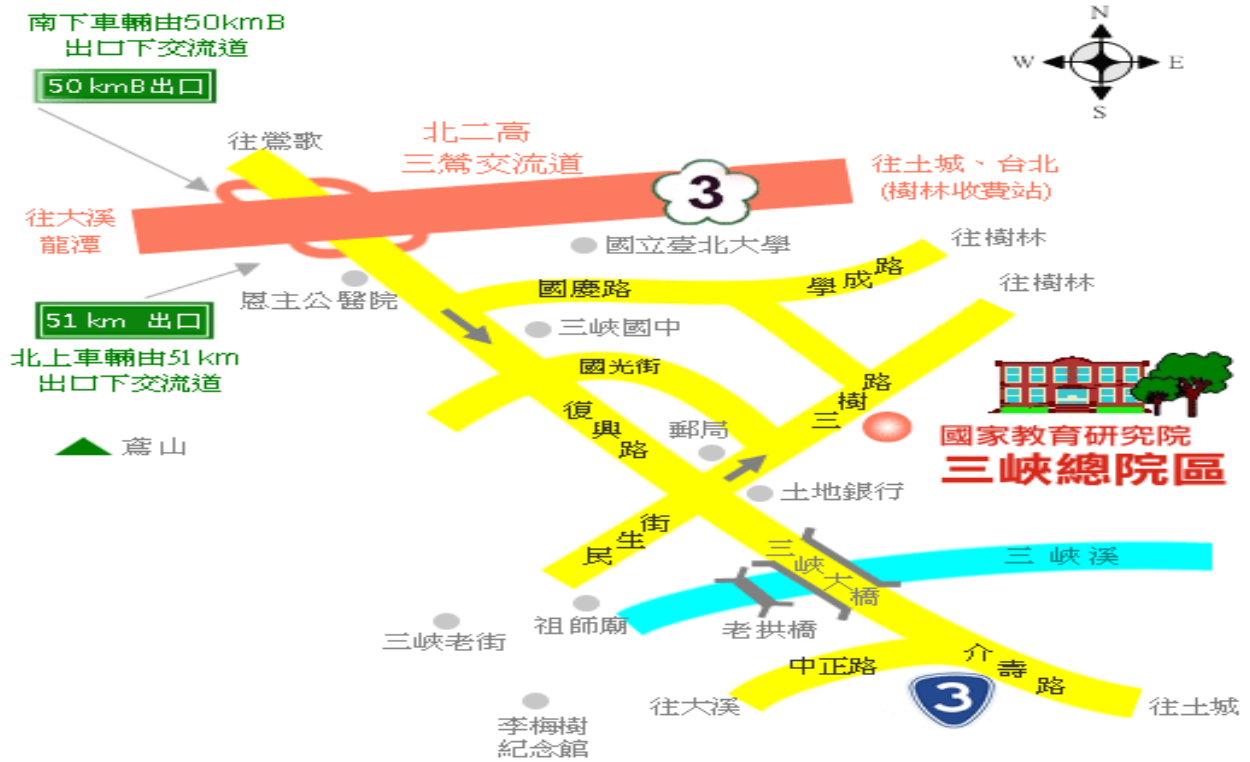 南下車輛由50kmB
出口下交流道
50 kmB 出口
N
W
E
S
往鶯歌
北二高
三鶯交流道
3
往土城、台北
(樹林收費站)
往大溪
龍潭
國立臺北大學
往樹林
恩主公醫院
國慶路
學成路
往樹林
51 km 出口
北上車輛由51km
出口下交流道
三峽國中
國光街
復興路
三樹路
郵局
鳶山
國家教育研究院
三峽總院區
土地銀行
民生街
三峽大橋
三峽溪
祖師廟
老拱橋
三峽老街
中正路
介壽路
3
往大溪
往土城
李梅樹
紀念館